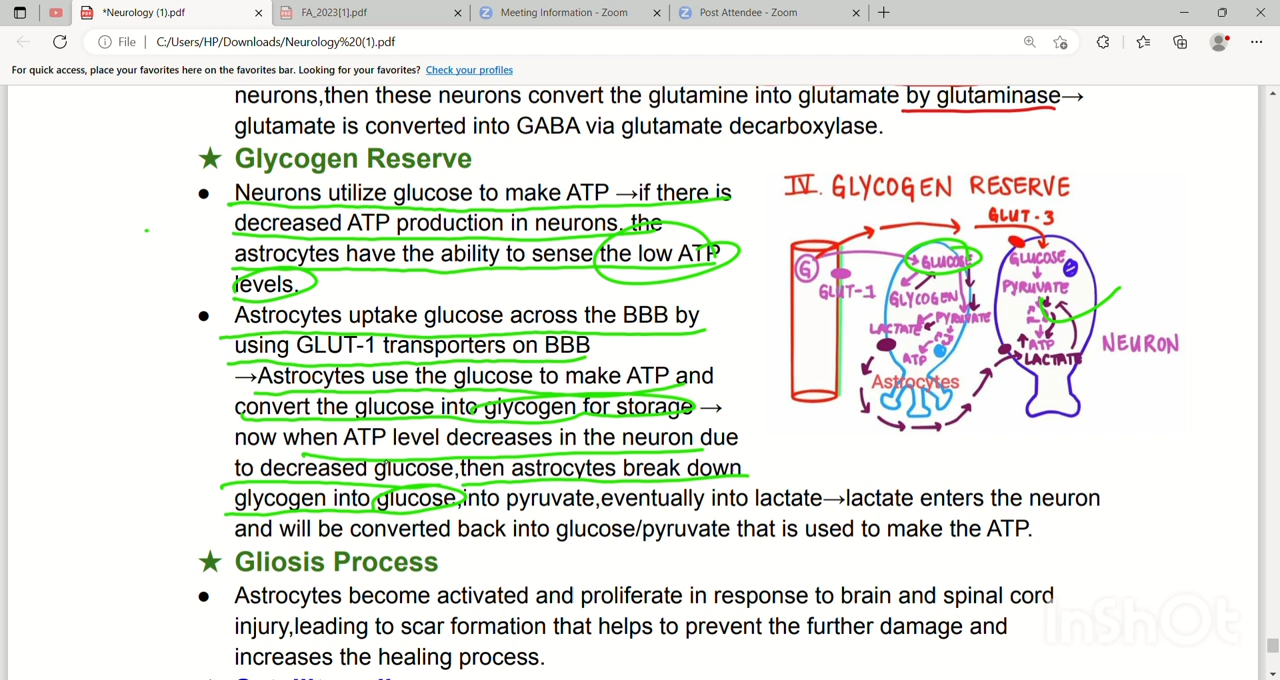 *Neurology (1).pdf
FA_2023[1].pdf
Meeting Information - Zoom
Post Attendee - Zoom
File
C:/Users/HP/Downloads/Neurology%20(1).pdf
For quick access, place your favorites here on the favorites bar. Looking for your favorites? Check your profiles
neurons,then these neurons convert the glutamine into glutamate by glutaminase→
glutamate is converted into GABA via glutamate decarboxylase.
★ Glycogen Reserve
● Neurons utilize glucose to make ATP →if there is
decreased ATP production in neurons, the
astrocytes have the ability to sense the low ATP
levels.
● Astrocytes uptake glucose across the BBB by
using GLUT-1 transporters on BBB
→Astrocytes use the glucose to make ATP and
convert the glucose into glycogen for storage →
now when ATP level decreases in the neuron due
to decreased glucose,then astrocytes break down
glycogen into glucose,into pyruvate,eventually into lactate→lactate enters the neuron
and will be converted back into glucose/pyruvate that is used to make the ATP.
IV. GLYCOGEN RESERVE
GLUT-3
G
GLUT-1
GLUCOSE
GLYCOGEN
PYRUVATE
LACTATE
ATP
Astrocytes
GLUCOSE
PYRUVATE
↑ATP
LACTATE
NEURON
★ Gliosis Process
● Astrocytes become activated and proliferate in response to brain and spinal cord
injury,leading to scar formation that helps to prevent the further damage and
increases the healing process.
InShOt